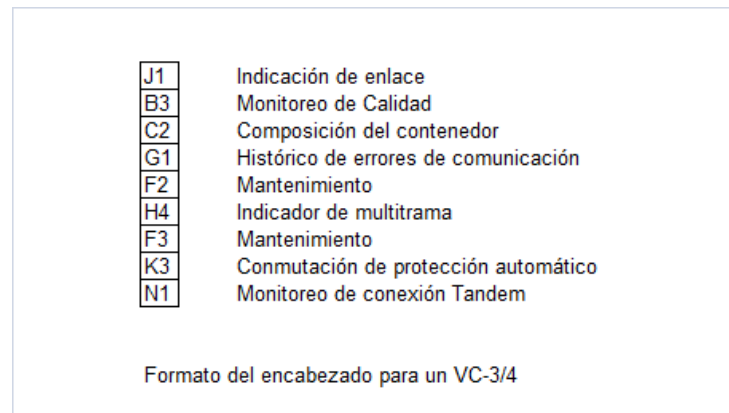 J1 Indicación de enlace
B3 Monitoreo de Calidad
C2 Composición del contenedor
G1 Histórico de errores de comunicación
F2 Mantenimiento
H4 Indicador de multitrama
F3 Mantenimiento
K3 Conmutación de protección automático
N1 Monitoreo de conexión Tandem
Formato del encabezado para un VC-3/4